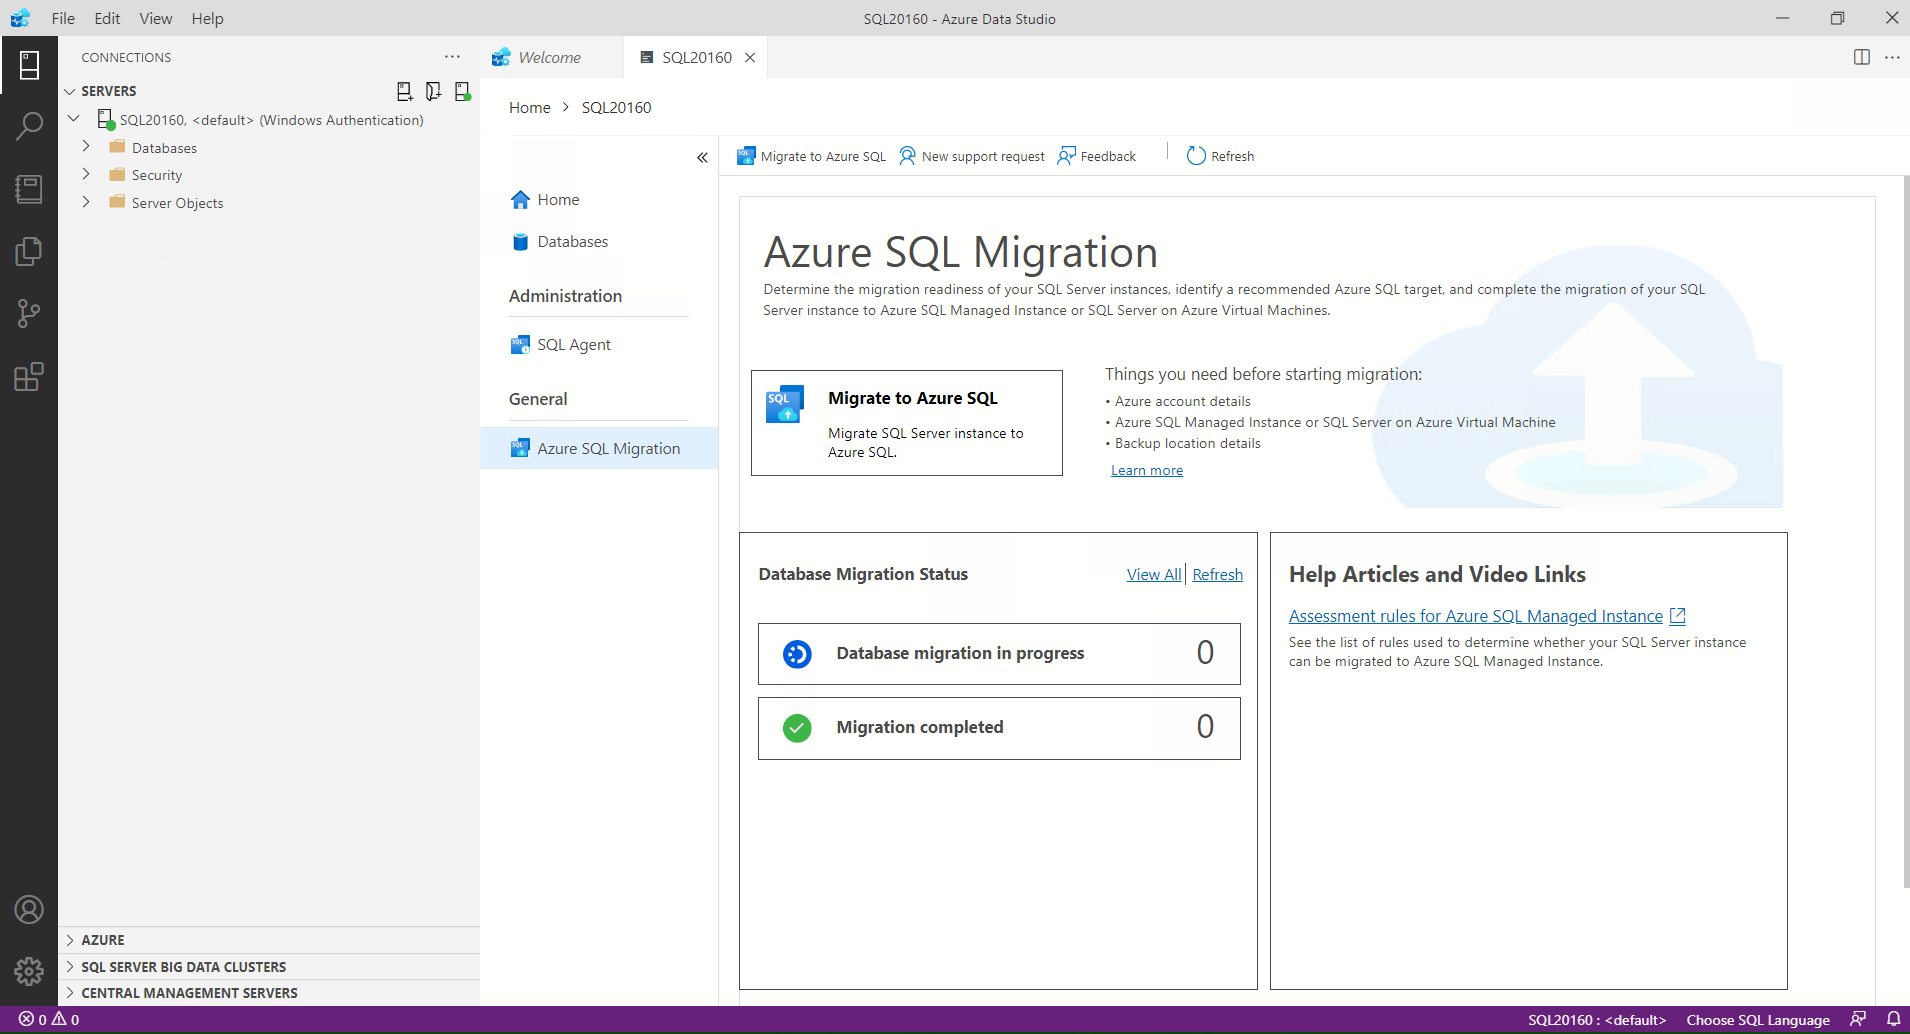 File Edit View Help
SQL20160 - Azure Data Studio
CONNECTIONS
SERVERS
SQL20160, <default> (Windows Authentication)
Databases
Security
Server Objects
AZURE
SQL SERVER BIG DATA CLUSTERS
CENTRAL MANAGEMENT SERVERS
Welcome
SQL20160
Home > SQL20160
Home
Databases
Administration
SQL Agent
General
Azure SQL Migration
Migrate to Azure SQL
New support request
Feedback
Refresh
Azure SQL Migration
Determine the migration readiness of your SQL Server instances, identify a recommended Azure SQL target, and complete the migration of your SQL
Server instance to Azure SQL Managed Instance or SQL Server on Azure Virtual Machines.
SQL
Migrate to Azure SQL
Migrate SQL Server instance to
Azure SQL.
Things you need before starting migration:
• Azure account details
• Azure SQL Managed Instance or SQL Server on Azure Virtual Machine
• Backup location details
Learn more
Database Migration Status
View All | Refresh
Database migration in progress 0
Migration completed 0
Help Articles and Video Links
Assessment rules for Azure SQL Managed Instance
See the list of rules used to determine whether your SQL Server instance
can be migrated to Azure SQL Managed Instance.
0 0
SQL20160 : <default>
Choose SQL Language